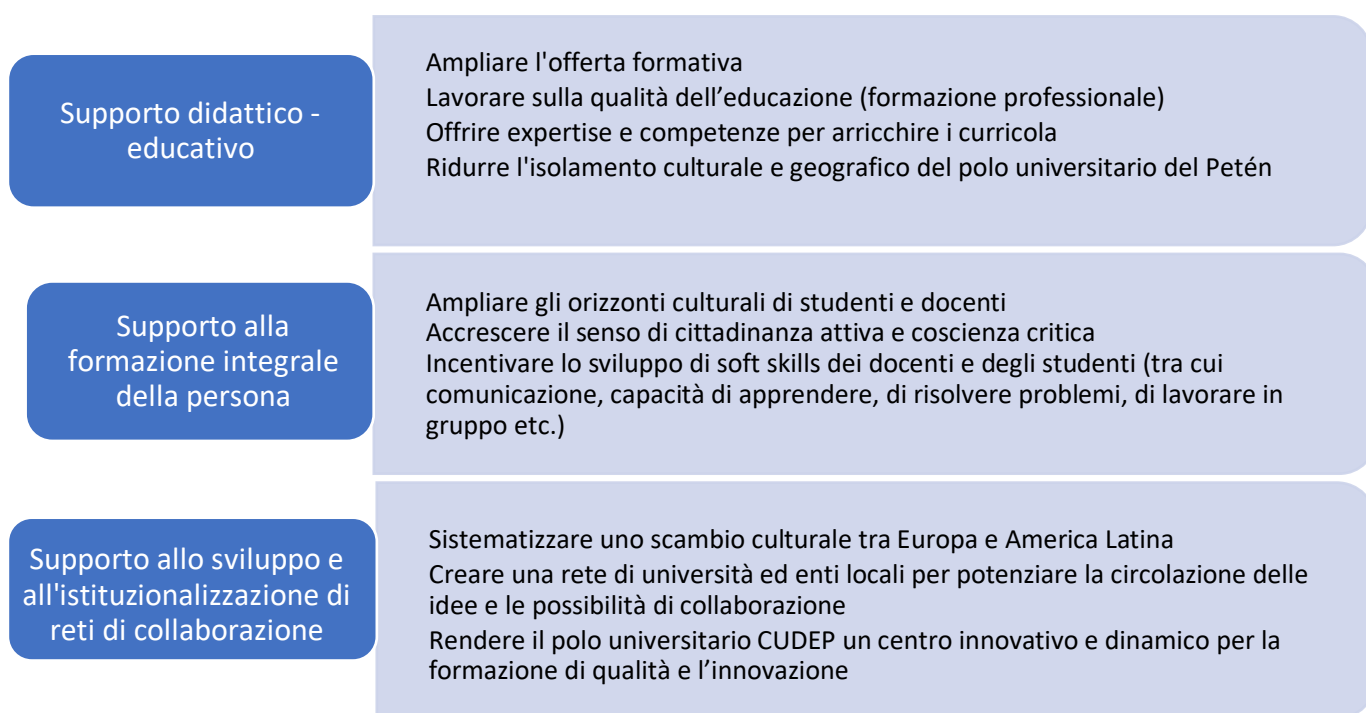 Supporto didattico -
educativo
Ampliare l'offerta formativa
Lavorare sulla qualità dell’educazione (formazione professionale)
Offrire expertise e competenze per arricchire i curricola
Ridurre l'isolamento culturale e geografico del polo universitario del Petén
Supporto alla
formazione integrale
della persona
Ampliare gli orizzonti culturali di studenti e docenti
Accrescere il senso di cittadinanza attiva e coscienza critica
Incentivare lo sviluppo di soft skills dei docenti e degli studenti (tra cui
comunicazione, capacità di apprendere, di risolvere problemi, di lavorare in
gruppo etc.)
Supporto allo sviluppo e
all'istituzionalizzazione di
reti di collaborazione
Sistematizzare uno scambio culturale tra Europa e America Latina
Creare una rete di università ed enti locali per potenziare la circolazione delle
idee e le possibilità di collaborazione
Rendere il polo universitario CUDEP un centro innovativo e dinamico per la
formazione di qualità e l’innovazione